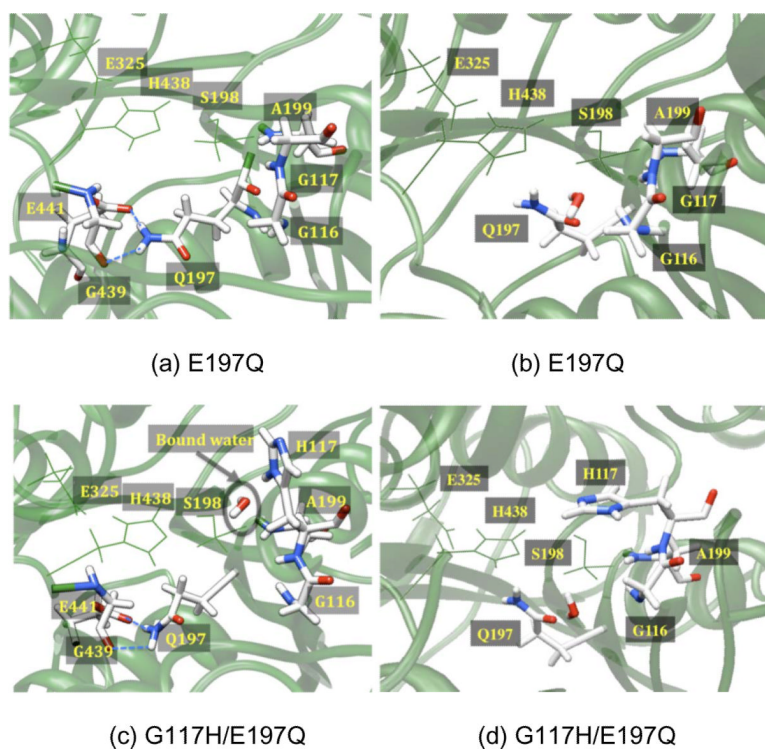 E325
H438
S198
A199
G117
G116
E441
Q197
G439
E325
H438
S198
A199
G117
Q197
G116
(a) E197Q
(b) E197Q
Bound water
H117
E325
H438
S198
A199
G116
E441
Q197
G439
H117
E325
H438
S198
A199
G116
Q197
(c) G117H/E197Q
(d) G117H/E197Q